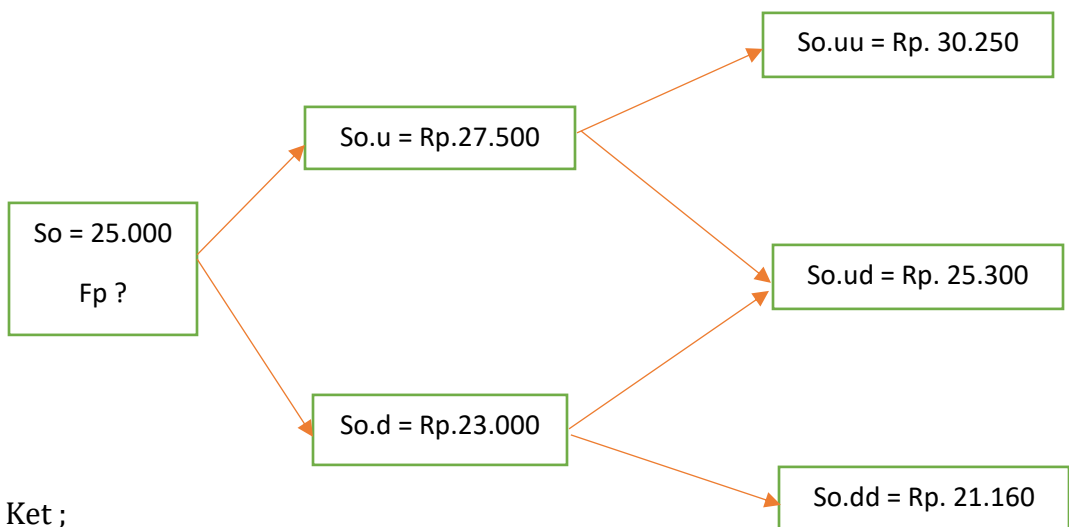 So.uu = Rp. 30.250
So.u = Rp.27.500
So = 25.000
Fp ?
So.ud = Rp. 25.300
So.d = Rp.23.000
So.dd = Rp. 21.160
Ket ;